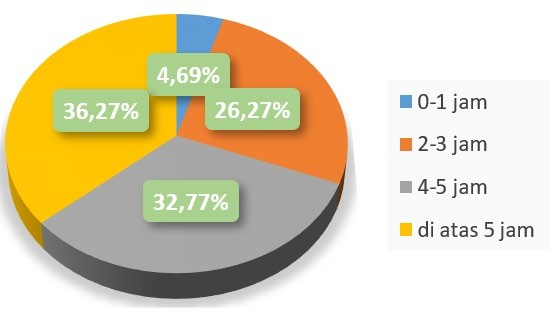 4,69%
26,27%
32,77%
36,27%
0-1 jam
2-3 jam
4-5 jam
di atas 5 jam